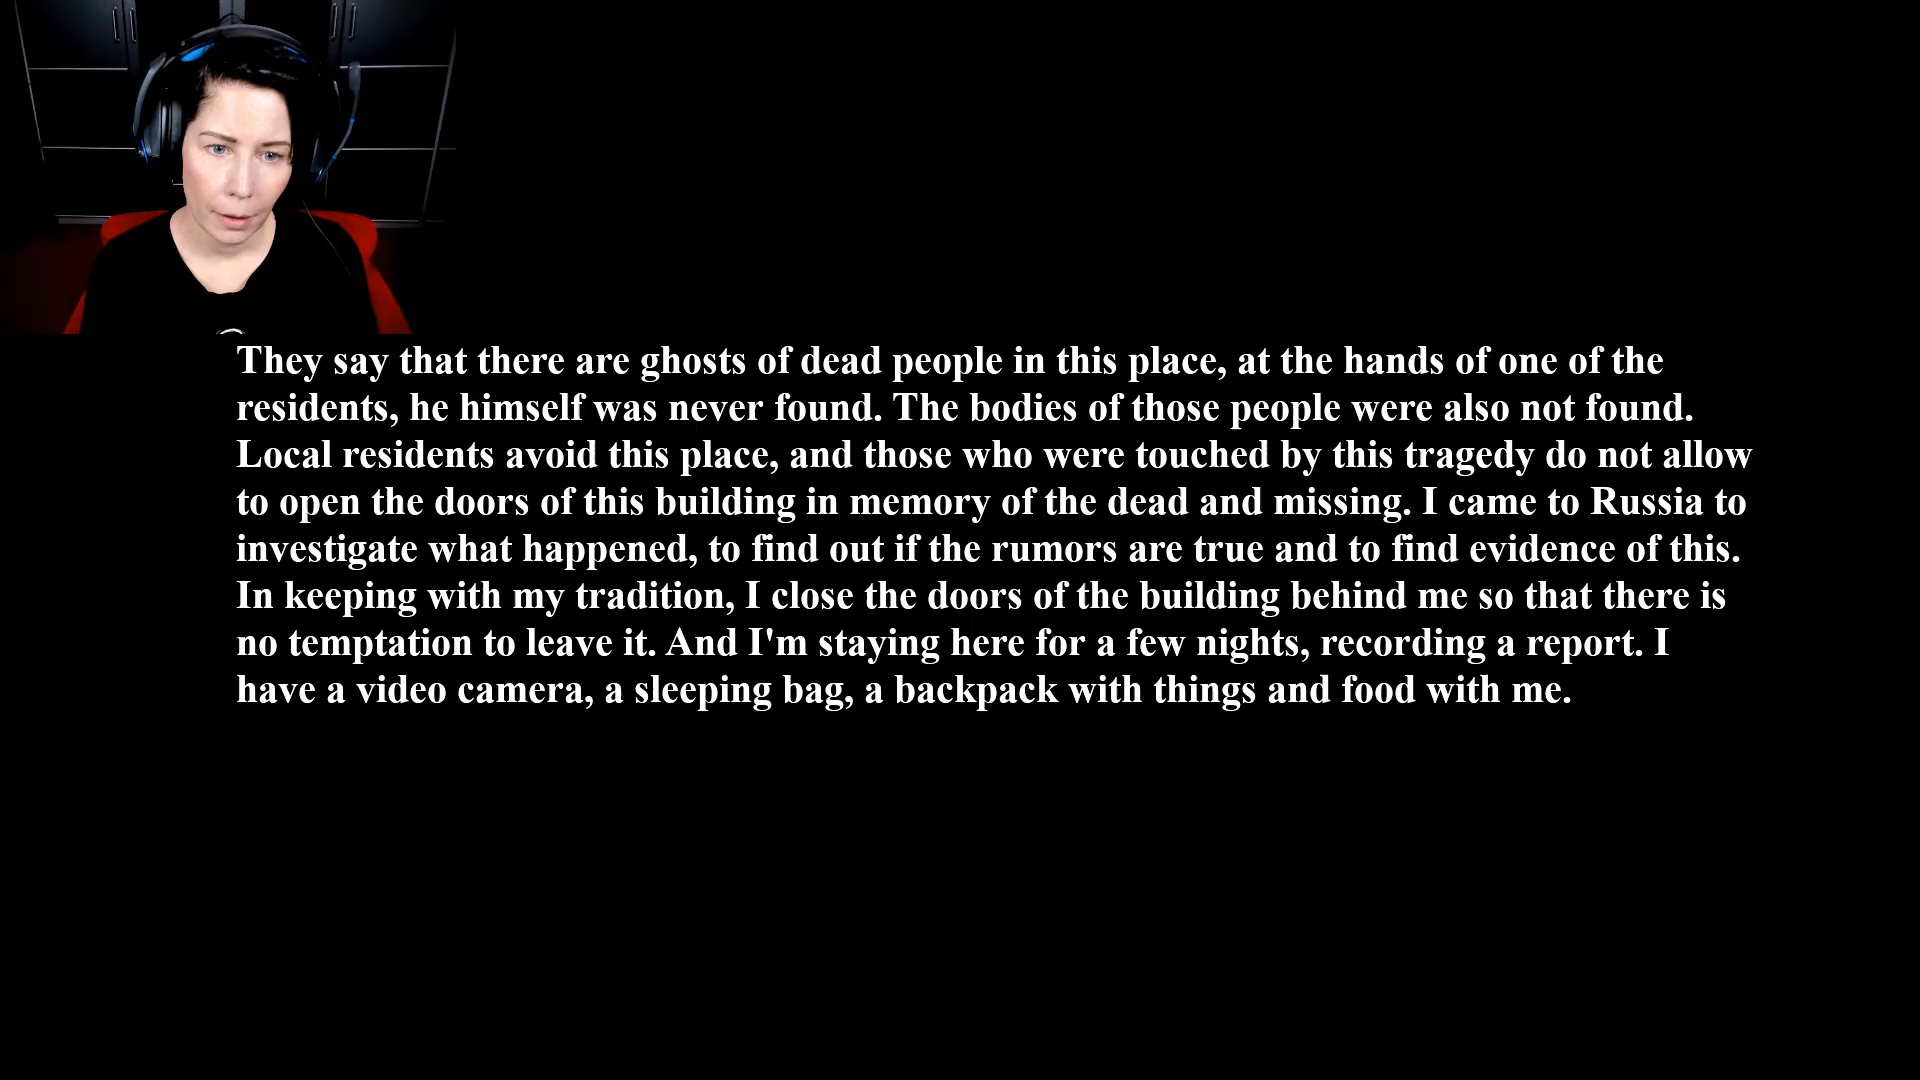 They say that there are ghosts of dead people in this place, at the hands of one of the
residents, he himself was never found. The bodies of those people were also not found.
Local residents avoid this place, and those who were touched by this tragedy do not allow
to open the doors of this building in memory of the dead and missing. I came to Russia to
investigate what happened, to find out if the rumors are true and to find evidence of this.
In keeping with my tradition, I close the doors of the building behind me so that there is
no temptation to leave it. And I'm staying here for a few nights, recording a report. I
have a video camera, a sleeping bag, a backpack with things and food with me.